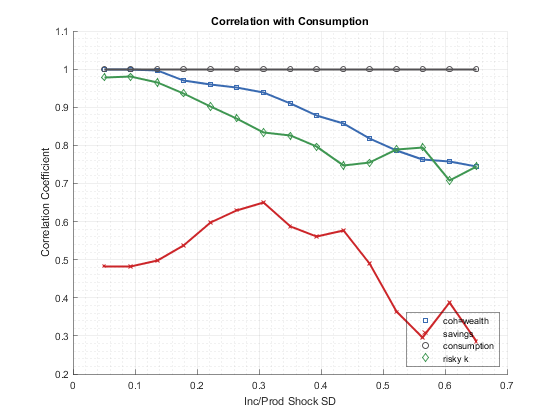 Correlation with Consumption
1.1
1
0.9
0.8
0.7
0.6
0.5
0.4
0.3
0.2
Correlation Coefficient
0
0.1
0.2
0.3
0.4
0.5
0.6
0.7
Inc/Prod Shock SD
coh=wealth
savings
consumption
risky k